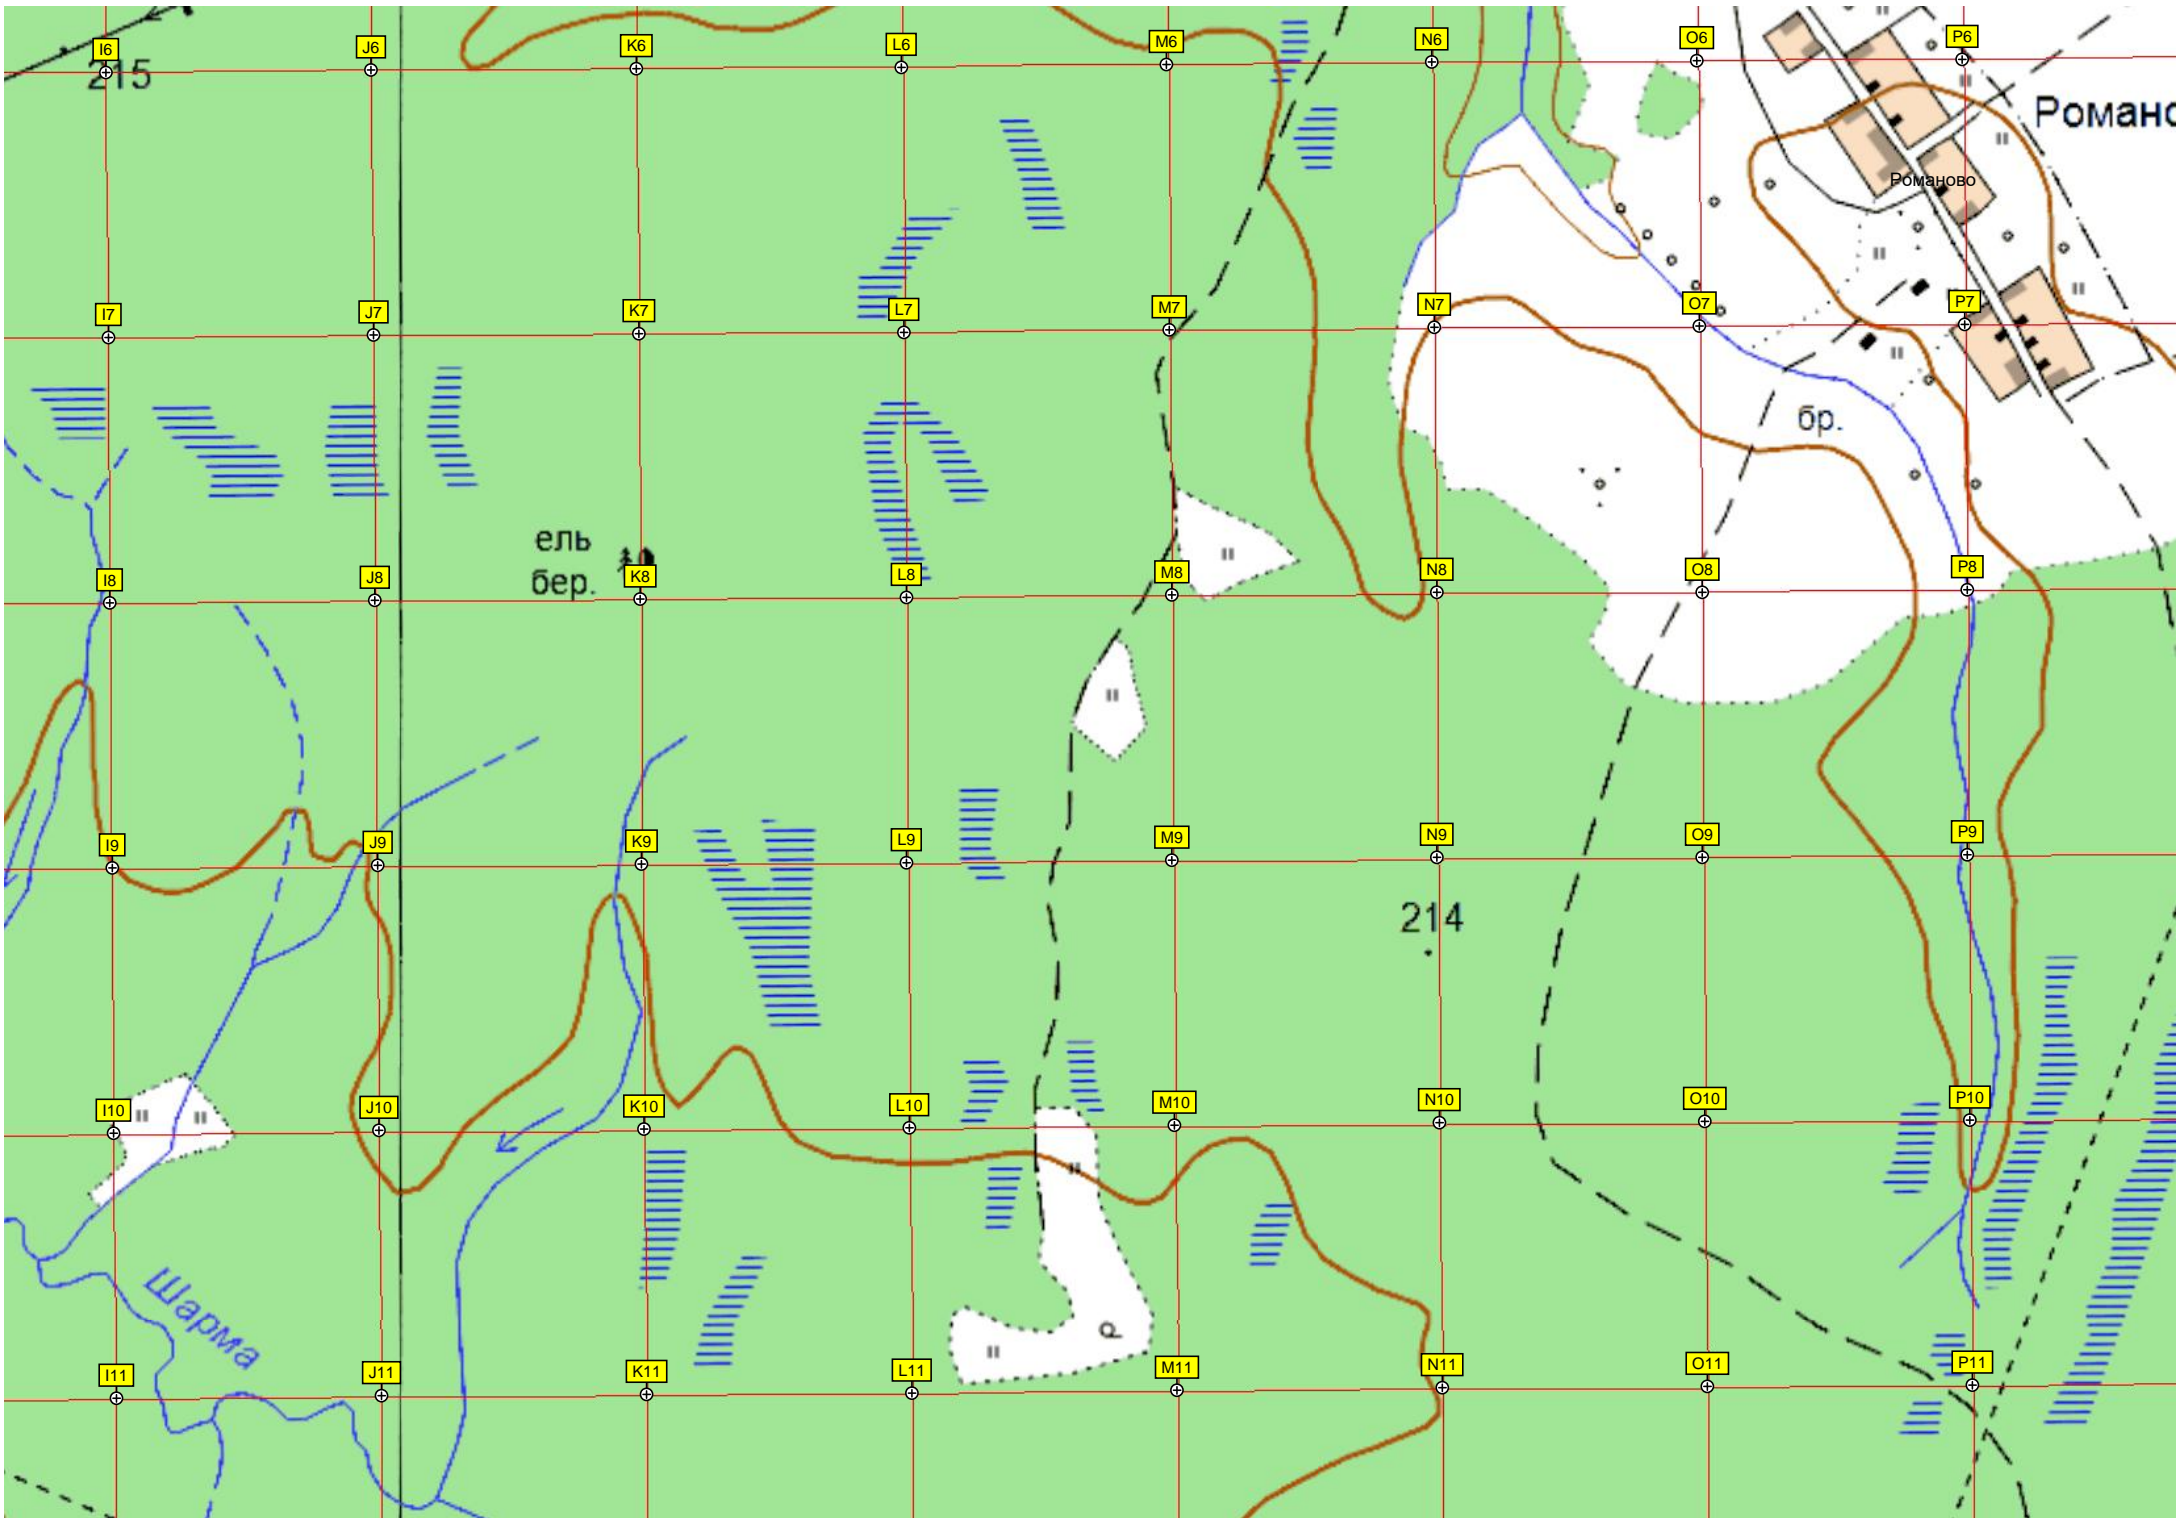 I6 J6 K6 L6 M6 N6 O6 P6
215
Романо
Романово
I7 J7 K7 L7 M7 N7 O7 P7
бр.
ель
бер.
I8 J8 K8 L8 M8 N8 O8 P8
I9 J9 K9 L9 M9 N9 O9 P9
214
I10 J10 K10 L10 M10 N10 O10 P10
Шарма
I11 J11 K11 L11 M11 N11 O11 P11